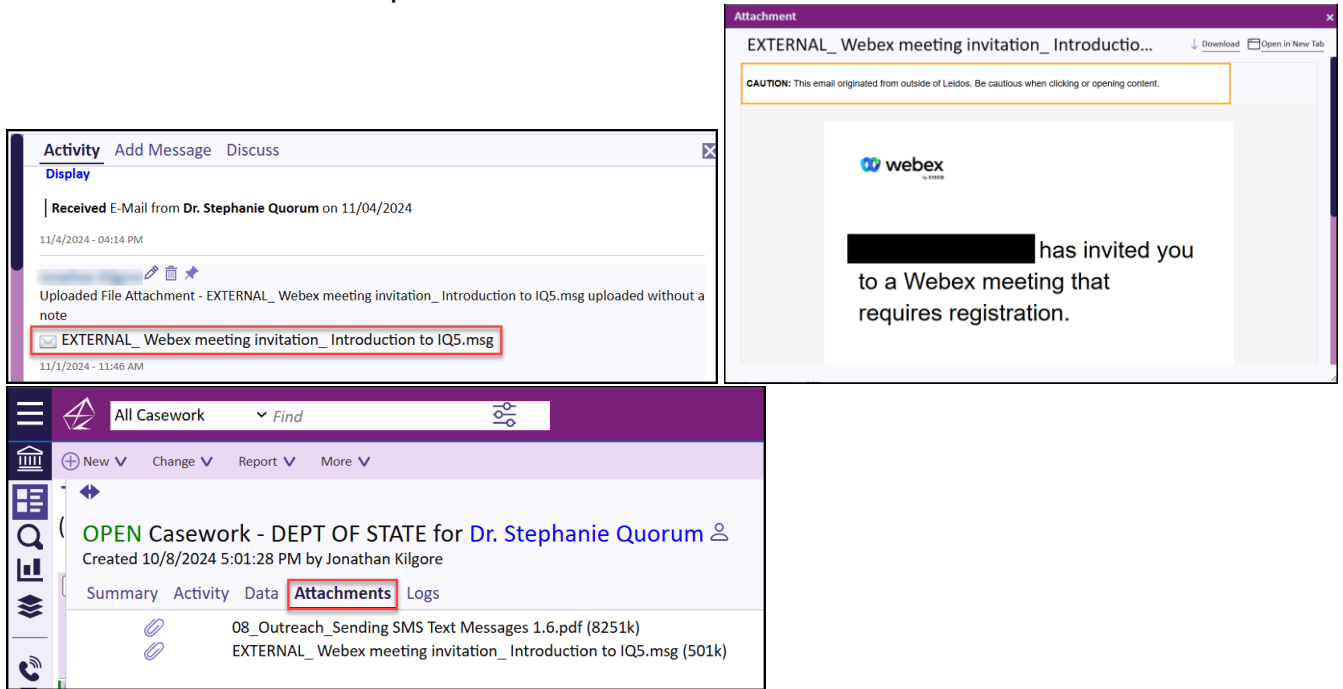 Activity Add Message Discuss
Display
Received E-Mail from Dr. Stephanie Quorum on 11/04/2024
11/4/2024 - 04:14 PM
Uploaded File Attachment - EXTERNAL_ Webex meeting invitation_ Introduction to IQ5.msg uploaded without a
note
EXTERNAL_ Webex meeting invitation_ Introduction to IQ5.msg
11/1/2024 - 11:46 AM
Attachment
EXTERNAL_ Webex meeting invitation_ Introductio...
Download Open in New Tab
CAUTION: This email originated from outside of Leidos. Be cautious when clicking or opening content.
webex
by CISCO
has invited you
to a Webex meeting that
requires registration.
All Casework Find
New Change Report More
OPEN Casework - DEPT OF STATE for Dr. Stephanie Quorum
Created 10/8/2024 5:01:28 PM by Jonathan Kilgore
Summary Activity Data Attachments Logs
08_Outreach_Sending SMS Text Messages 1.6.pdf (8251k)
EXTERNAL_ Webex meeting invitation_ Introduction to IQ5.msg (501k)